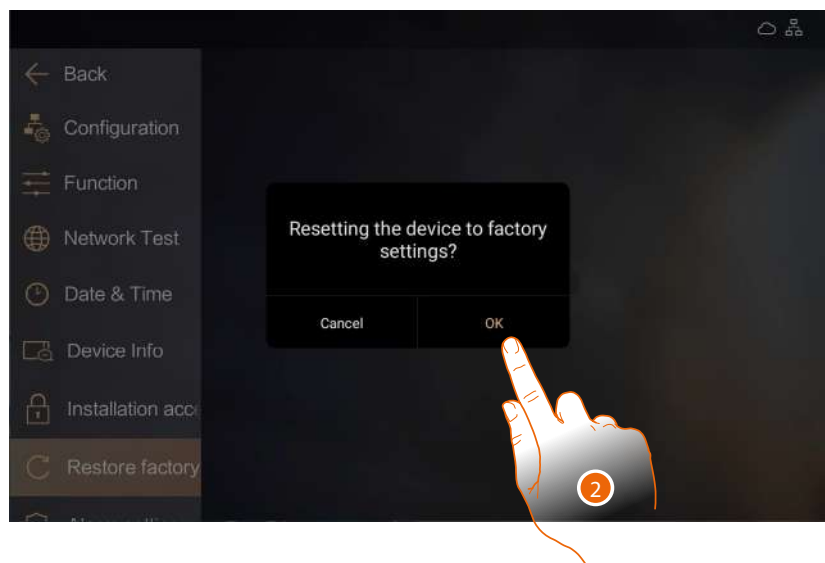 Back
Configuration
Function
Network Test
Date & Time
Device Info
Installation acc
Restore factory
Resetting the device to factory
settings?
Cancel
OK
2